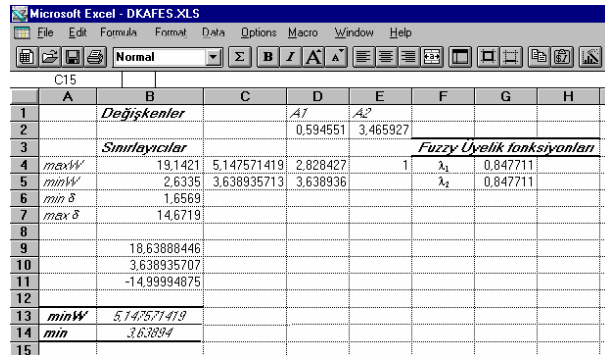 Microsoft Excel - DKAFES.XLS
File Edit Formula Format Data Options Macro Window Help
Normal Σ B I A A
C15
A B C D E F G H
1 Değişkenler A1 A2
2 0,594551 3,465927
3 Sınırlayıcılar Fuzzy Üyelik fonksiyonları
4 maxW 19,1421 5,147571419 2,828427 1 λ₁ 0,847711
5 minW 2,6335 3,638935713 3,638936 λ₂ 0,847711
6 min δ 1,6569
7 max δ 14,6719
8
9 18,63888446
10 3,638935707
11 -14,99994875
12
13 minW 5,147571419
14 min 3,63894
15